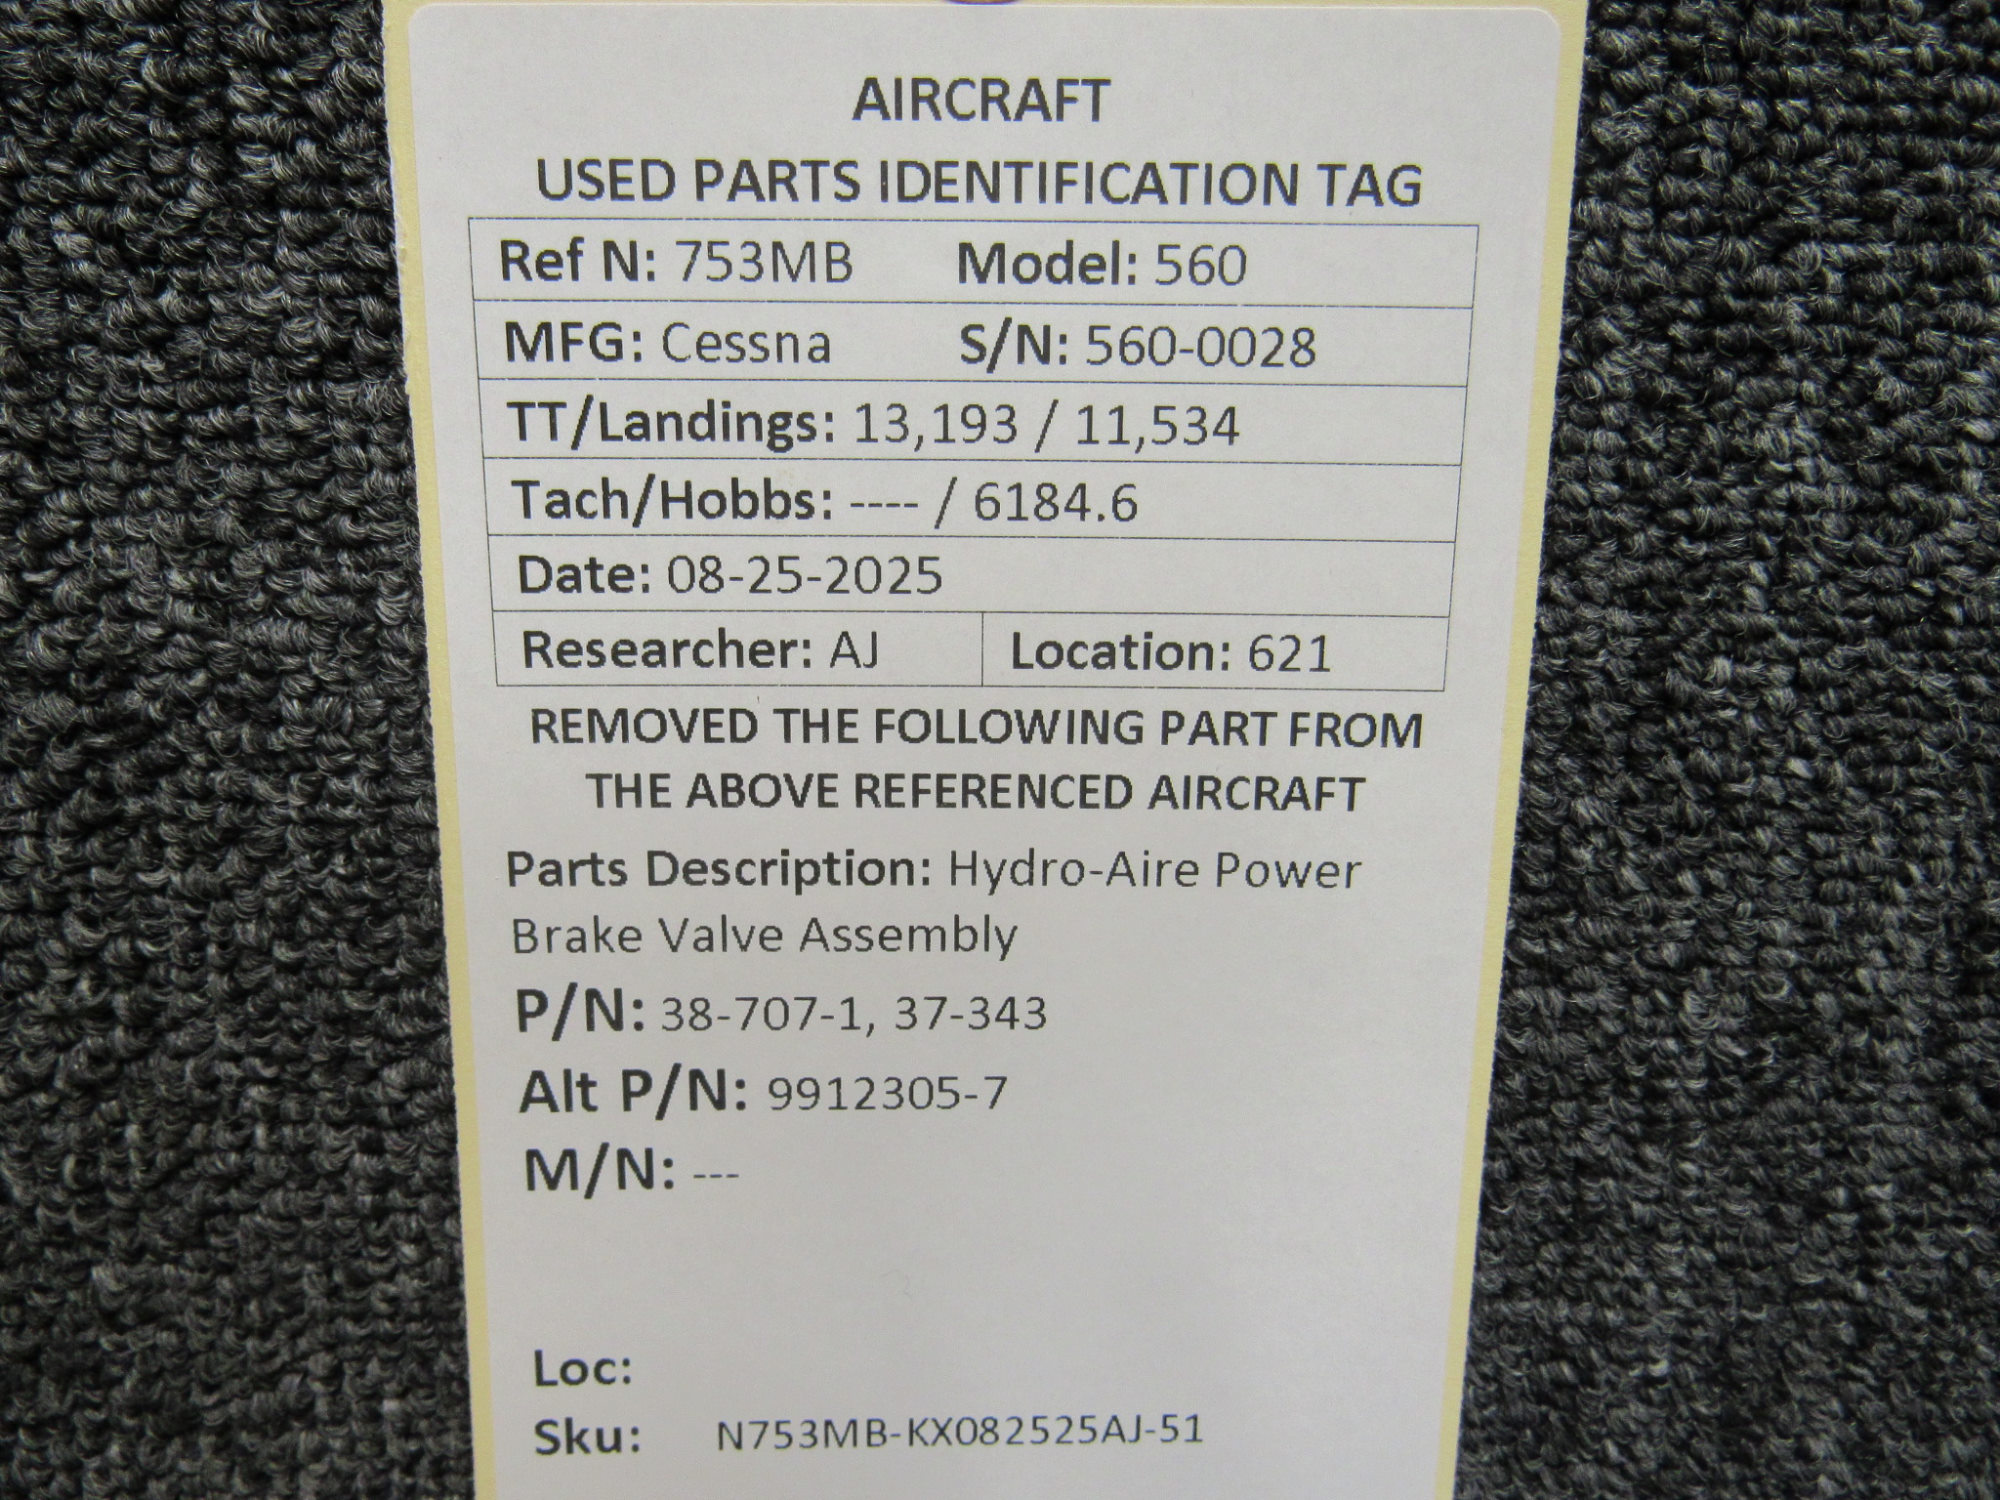 AIRCRAFT
USED PARTS IDENTIFICATION TAG
Ref N: 753MB Model: 560
MFG: Cessna S/N: 560-0028
TT/Landings: 13,193 / 11,534
Tach/Hobbs: ---- / 6184.6
Date: 08-25-2025
Researcher: AJ Location: 621
REMOVED THE FOLLOWING PART FROM
THE ABOVE REFERENCED AIRCRAFT
Parts Description: Hydro-Aire Power
Brake Valve Assembly
P/N: 38-707-1, 37-343
Alt P/N: 9912305-7
M/N: ---
Loc:
Sku: N753MB-KX082525AJ-51